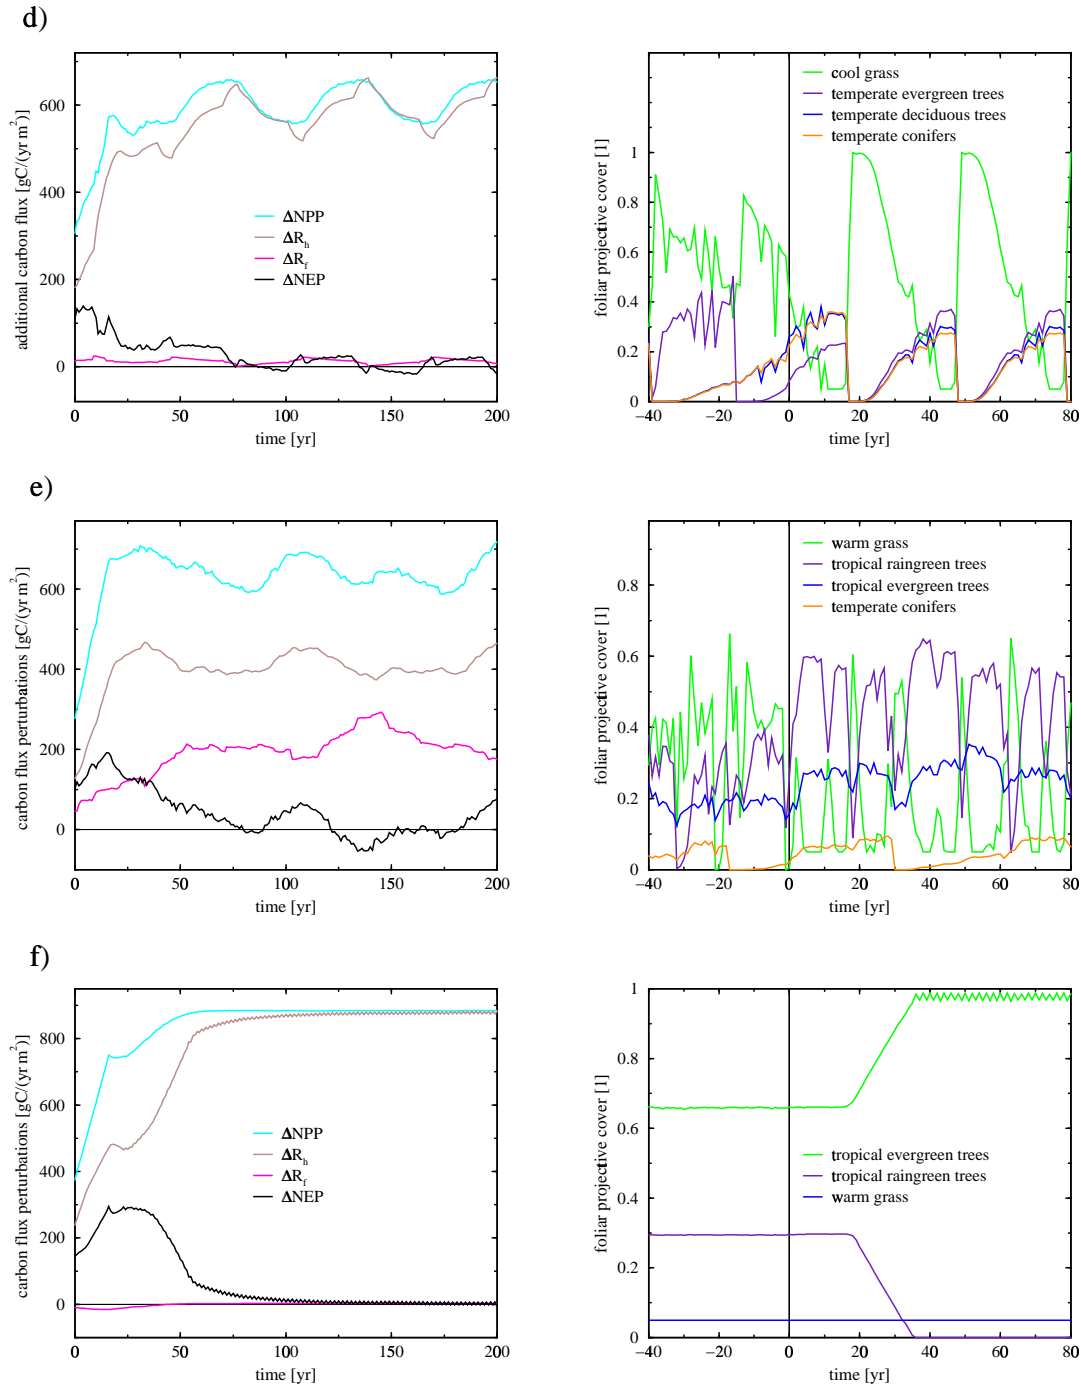 d)
additional carbon flux [gC/(yr m²)]
600
400
200
0
ΔNPP
ΔR_h
ΔR_f
ΔNEP
0 50 100 150 200
time [yr]
foliar projective cover [1]
1
0.8
0.6
0.4
0.2
0
cool grass
temperate evergreen trees
temperate deciduous trees
temperate conifers
−40 −20 0 20 40 60 80
time [yr]
e)
carbon flux perturbations [gC/(yr m²)]
600
400
200
0
0 50 100 150 200
time [yr]
foliar projective cover [1]
0.8
0.6
0.4
0.2
0
warm grass
tropical raingreen trees
tropical evergreen trees
temperate conifers
−40 −20 0 20 40 60 80
time [yr]
f)
carbon flux perturbations [gC/(yr m²)]
800
600
400
200
0
ΔNPP
ΔR_h
ΔR_f
ΔNEP
0 50 100 150 200
time [yr]
foliar projective cover [1]
1
0.8
0.6
0.4
0.2
0
tropical evergreen trees
tropical raingreen trees
warm grass
−40 −20 0 20 40 60 80
time [yr]